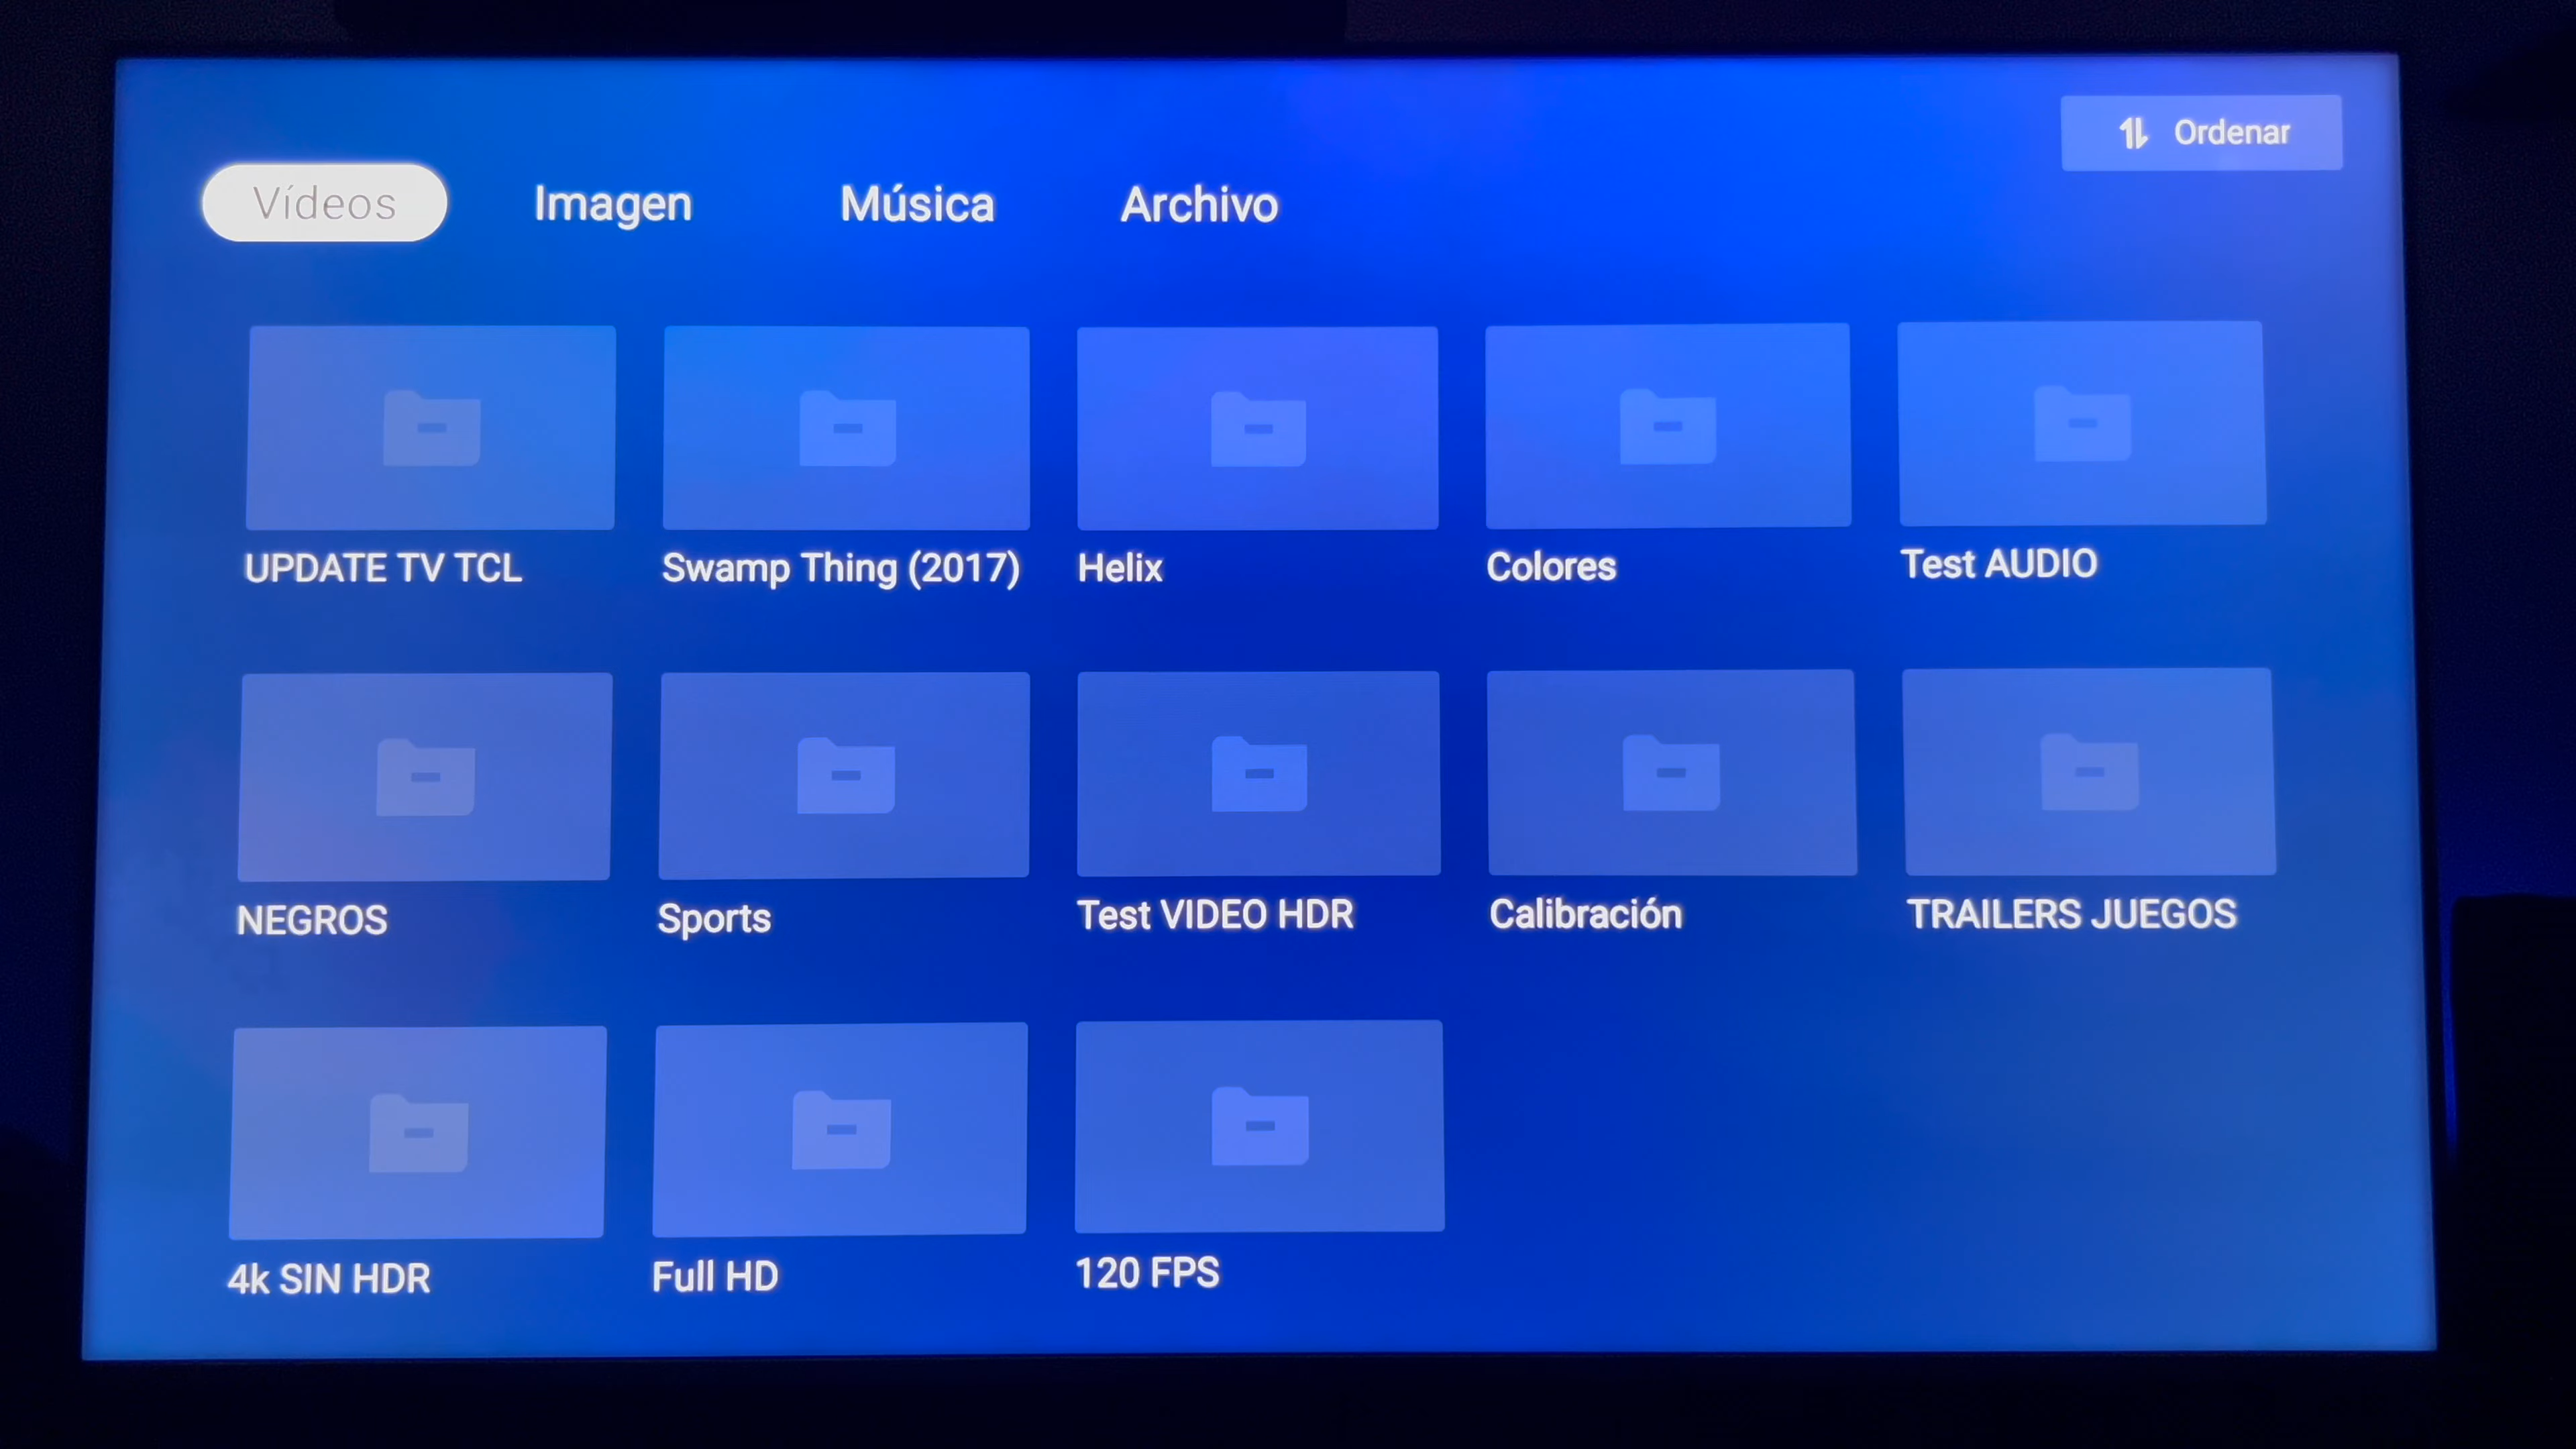 Ordenar
Vídeos
Imagen
Música
Archivo
UPDATE TV TCL
Swamp Thing (2017)
Helix
Colores
Test AUDIO
NEGROS
Sports
Test VIDEO HDR
Calibración
TRAILERS JUEGOS
4k SIN HDR
Full HD
120 FPS